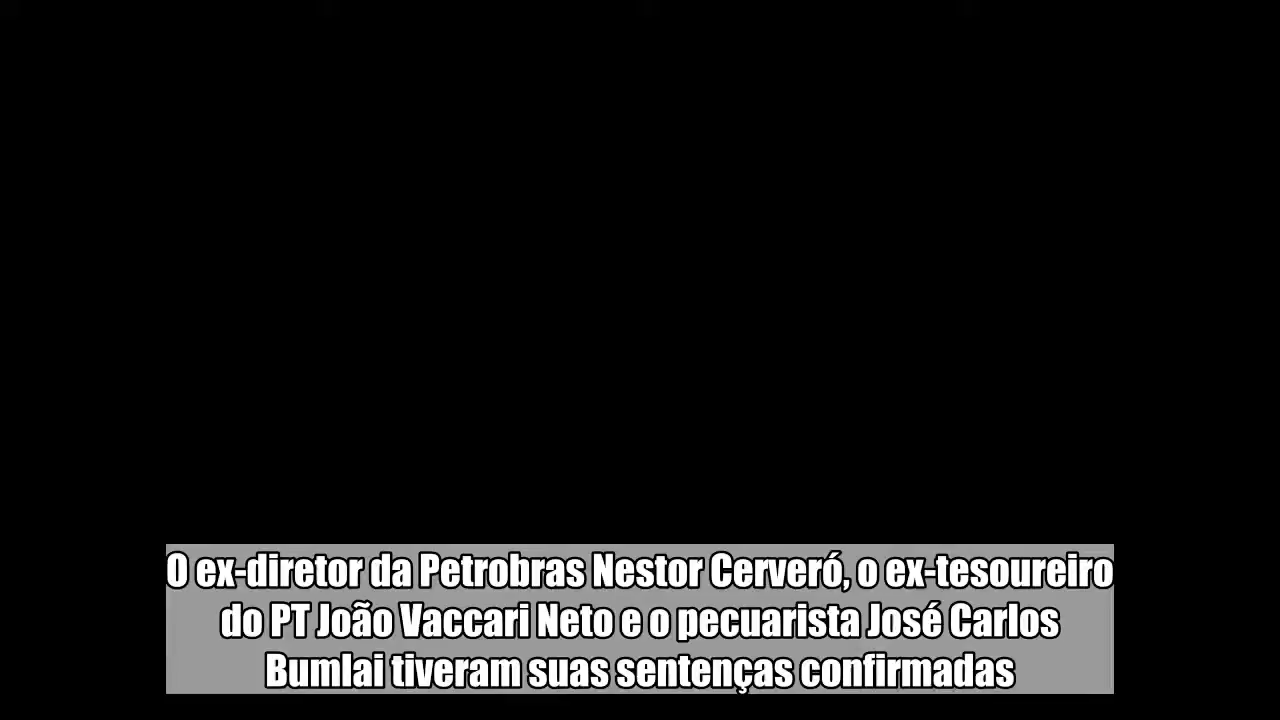 O ex-diretor da Petrobras Nestor Cerveró, o ex-tesoureiro
do PT João Vaccari Neto e o pecuarista José Carlos
Bumlai tiveram suas sentenças confirmadas